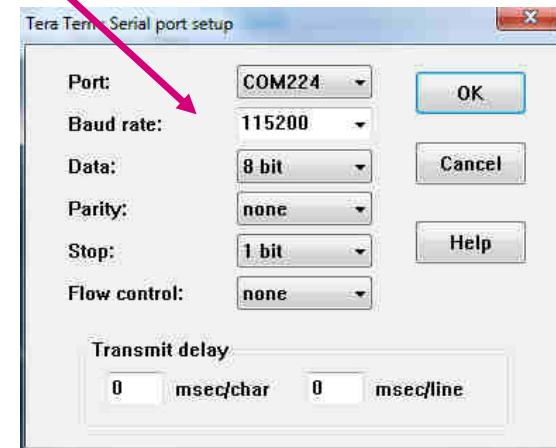 Tera Term: Serial port setup
Port: COM224 OK
Baud rate: 115200
Data: 8 bit Cancel
Parity: none
Stop: 1 bit Help
Flow control: none
Transmit delay
0 msec/char 0 msec/line